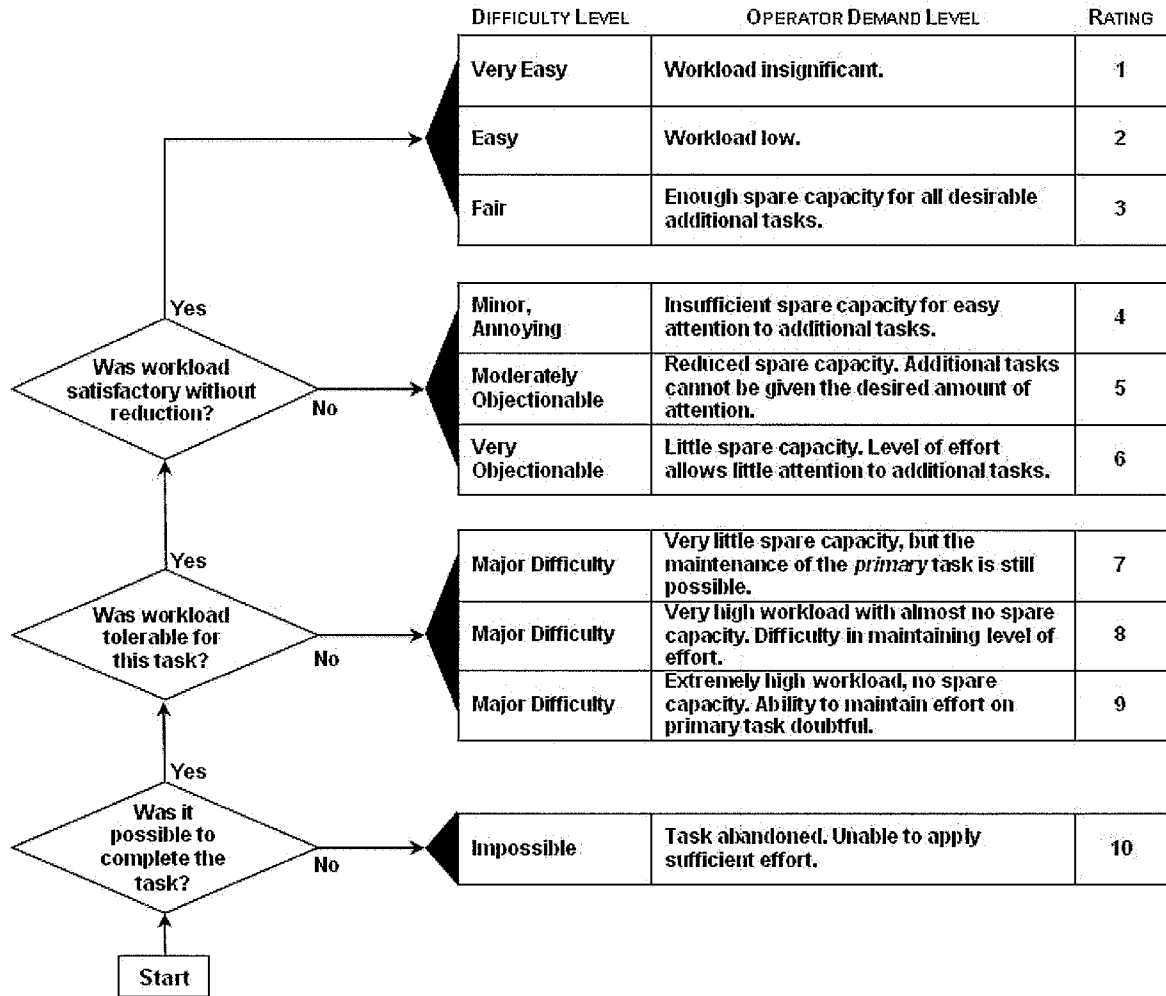 DIFFICULTY LEVEL OPERATOR DEMAND LEVEL RATING
Very Easy Workload insignificant. 1
Easy Workload low. 2
Fair Enough spare capacity for all desirable
additional tasks. 3
Yes
Was workload
satisfactory without
reduction?
No
Minor,
Annoying
Insufficient spare capacity for easy
attention to additional tasks.
4
Moderately
Objectionable
Reduced spare capacity. Additional tasks
cannot be given the desired amount of
attention.
5
Very
Objectionable
Little spare capacity. Level of effort
allows little attention to additional tasks.
6
Yes
Was workload
tolerable for
this task?
No
Major Difficulty
Very little spare capacity, but the
maintenance of the primary task is still
possible.
7
Major Difficulty
Very high workload with almost no spare
capacity. Difficulty in maintaining level of
effort.
8
Major Difficulty
Extremely high workload, no spare
capacity. Ability to maintain effort on
primary task doubtful.
9
Yes
Was it
possible to
complete the
task?
No
Impossible
Task abandoned. Unable to apply
sufficient effort.
10
Start